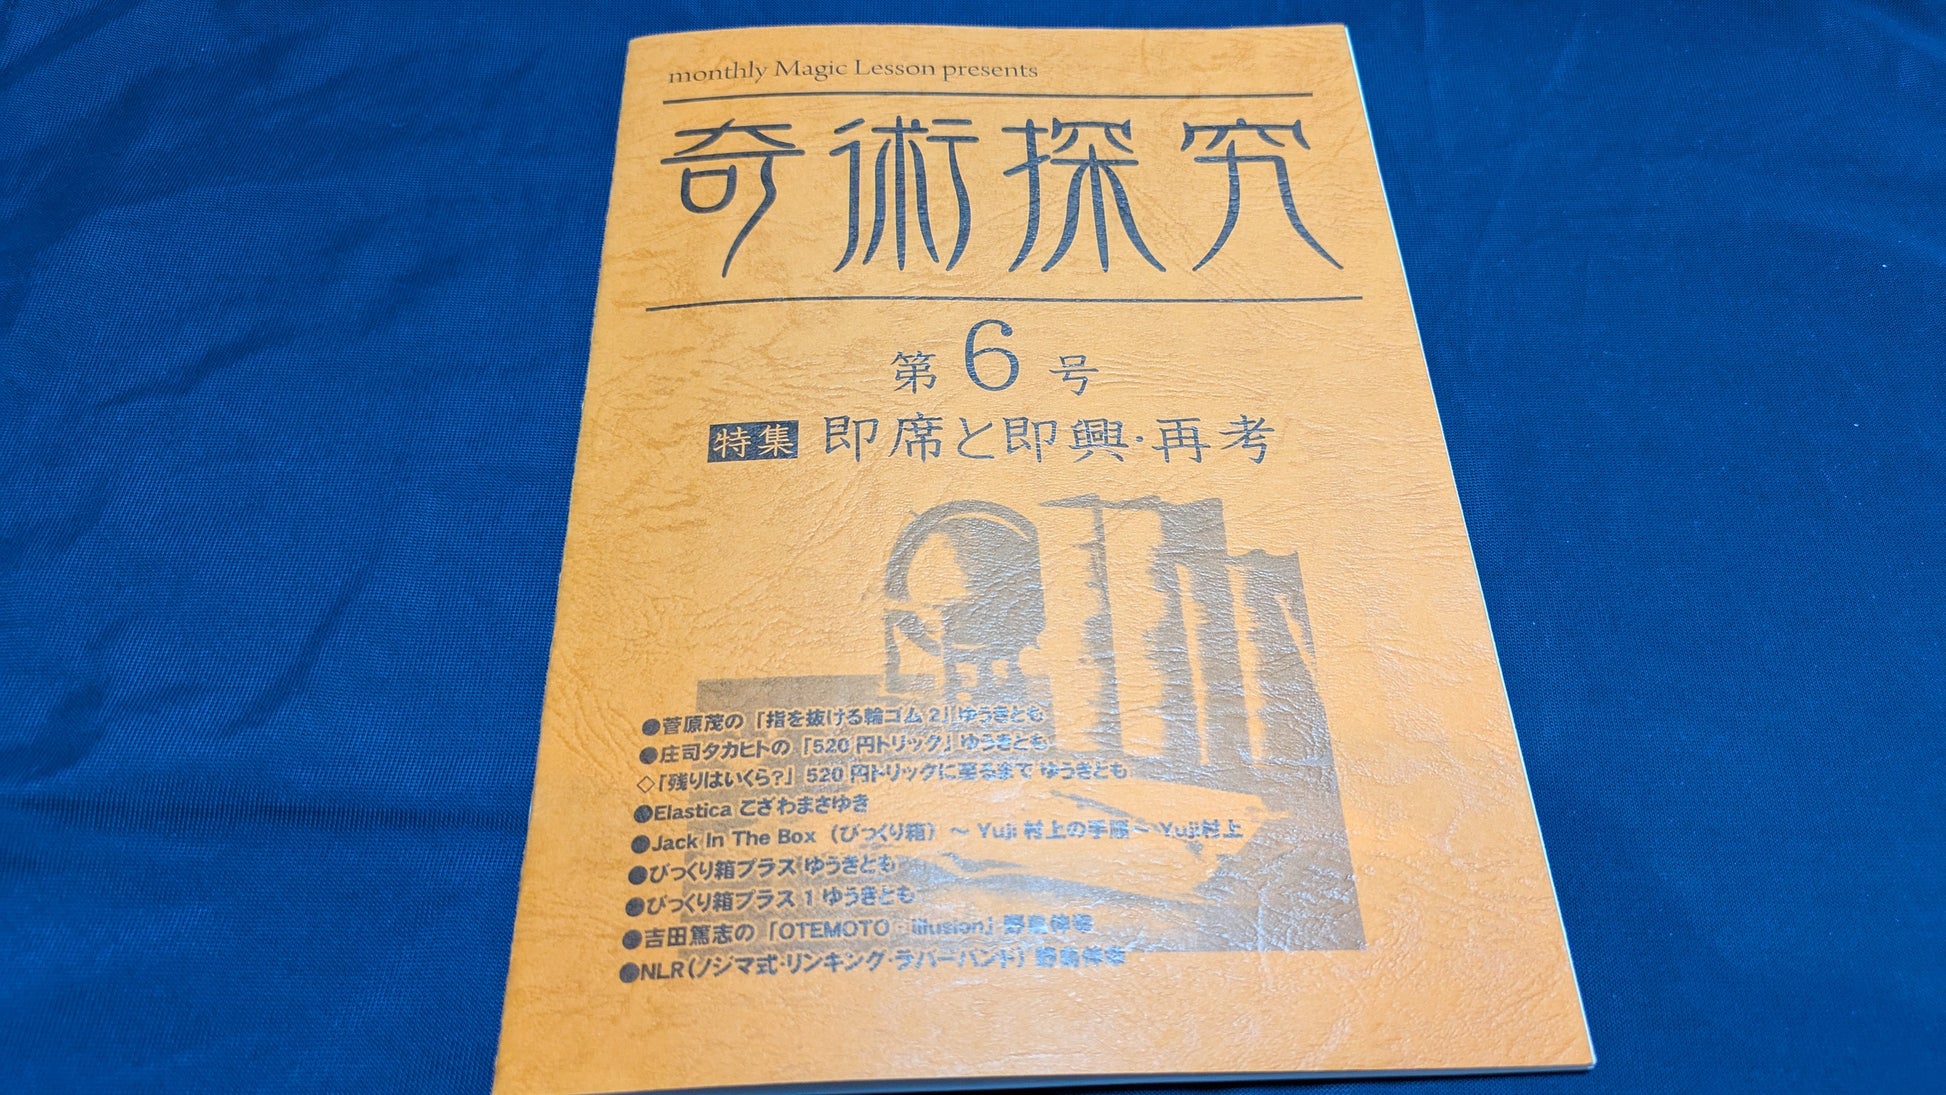 monthly Magic Lesson presents
奇術探究
第6号
特集 即席と即興・再考
●菅原茂の「指を抜ける輪ゴム2」ゆうきとも
●庄司タカヒトの「520円トリック」ゆうきとも
◇「残りはいくら?」520円トリックに至るまで ゆうきとも
●Elastica こざわまさゆき
●Jack In The Box（びっくり箱）～ Yuji 村上の手順～ Yuji村上
●びっくり箱プラス ゆうきとも
●びっくり箱プラス1 ゆうきとも
●吉田篤志の「OTEMOTO - illusion」野島伸幸
●NLR(ノジマ式・リンキング・ラバーバンド) 野島伸幸